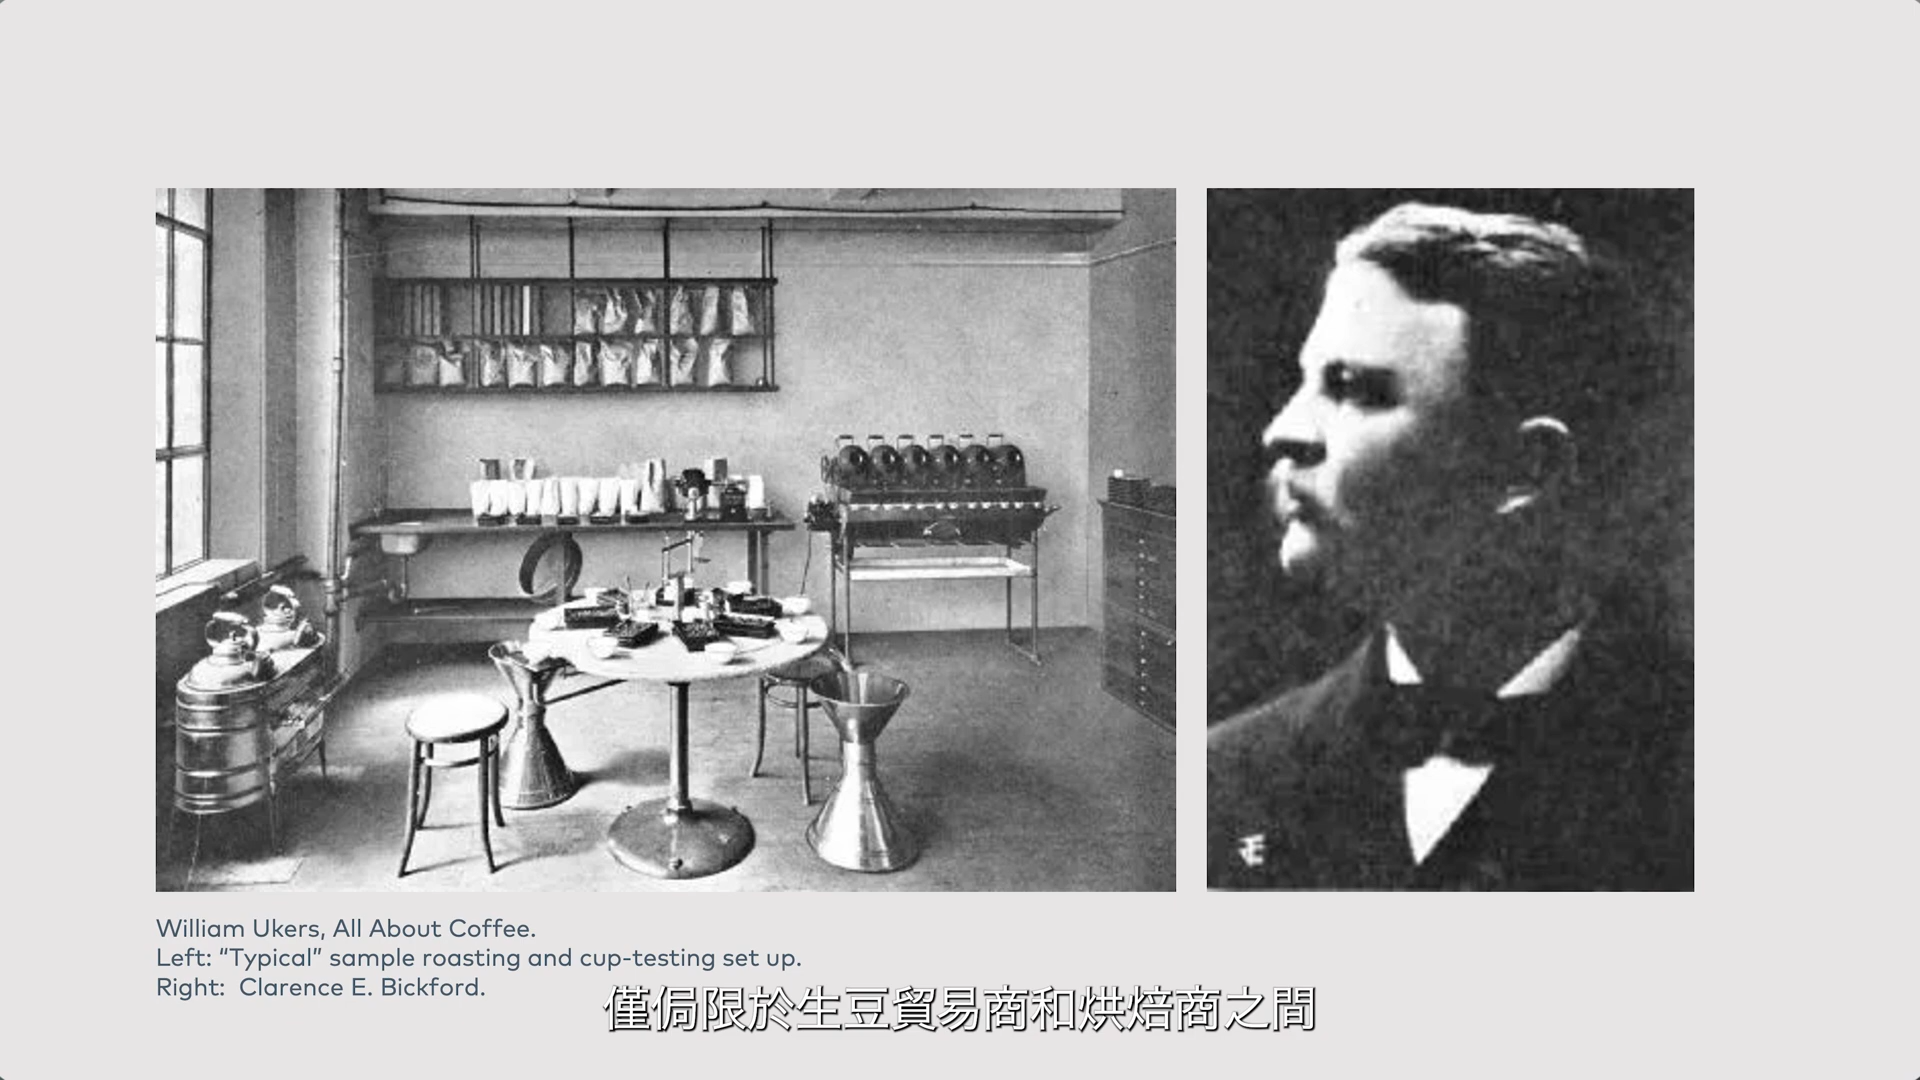 William Ukers, All About Coffee.
Left: “Typical” sample roasting and cup-testing set up.
Right: Clarence E. Bickford.
僅侷限於生豆貿易商和烘焙商之間